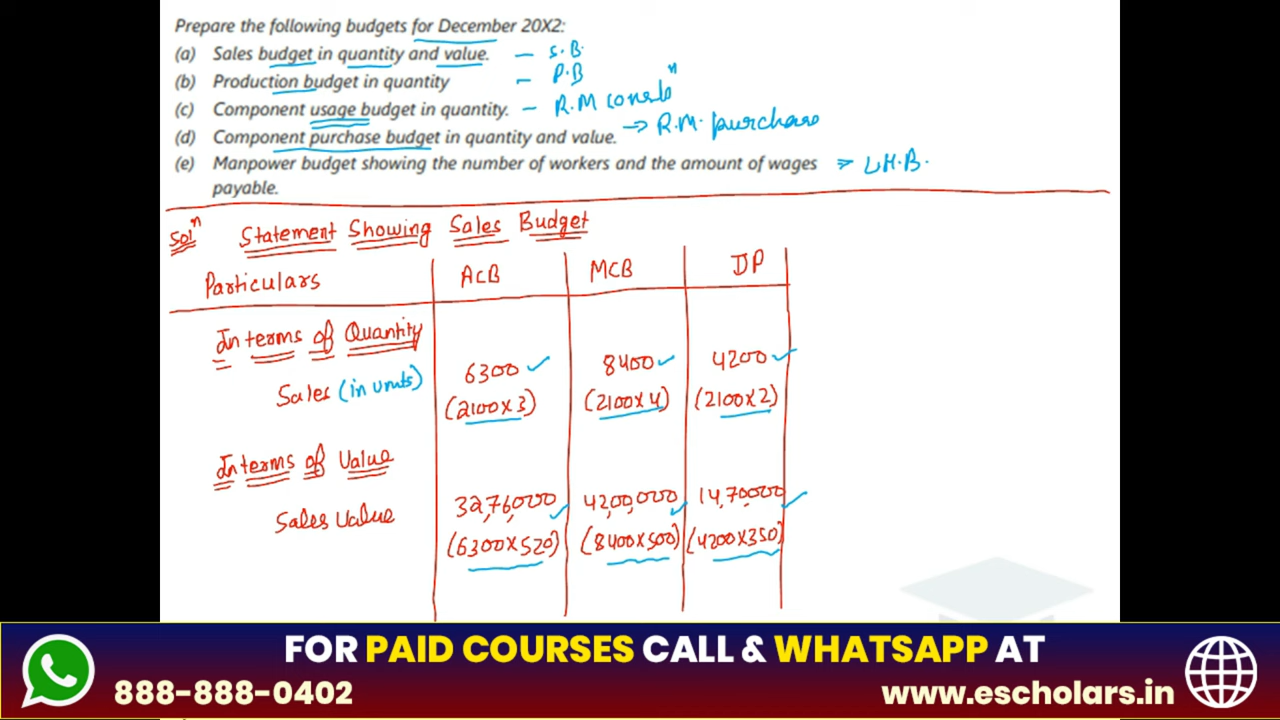 Prepare the following budgets for December 20X2:
(a) Sales budget in quantity and value. – S.B.
(b) Production budget in quantity – P.B
(c) Component usage budget in quantity. – R.M consbⁿ
(d) Component purchase budget in quantity and value. → R.M. purchase
(e) Manpower budget showing the number of workers and the amount of wages ⇒ LH.B.
payable.
Solⁿ Statement Showing Sales Budget
Particulars ACB MCB DP
In terms of Quantity
Sales (in units) 6300 ✓ 8400 ✓ 4200 ✓
(2100×3) (2100×4) (2100×2)
In terms of Value
Sales Value 32,76,000 ✓ 42,00,000 ✓ 14,70,000 ✓
(6300×520) (8400×500) (4200×350)
FOR PAID COURSES CALL & WHATSAPP AT
888-888-0402 www.escholars.in